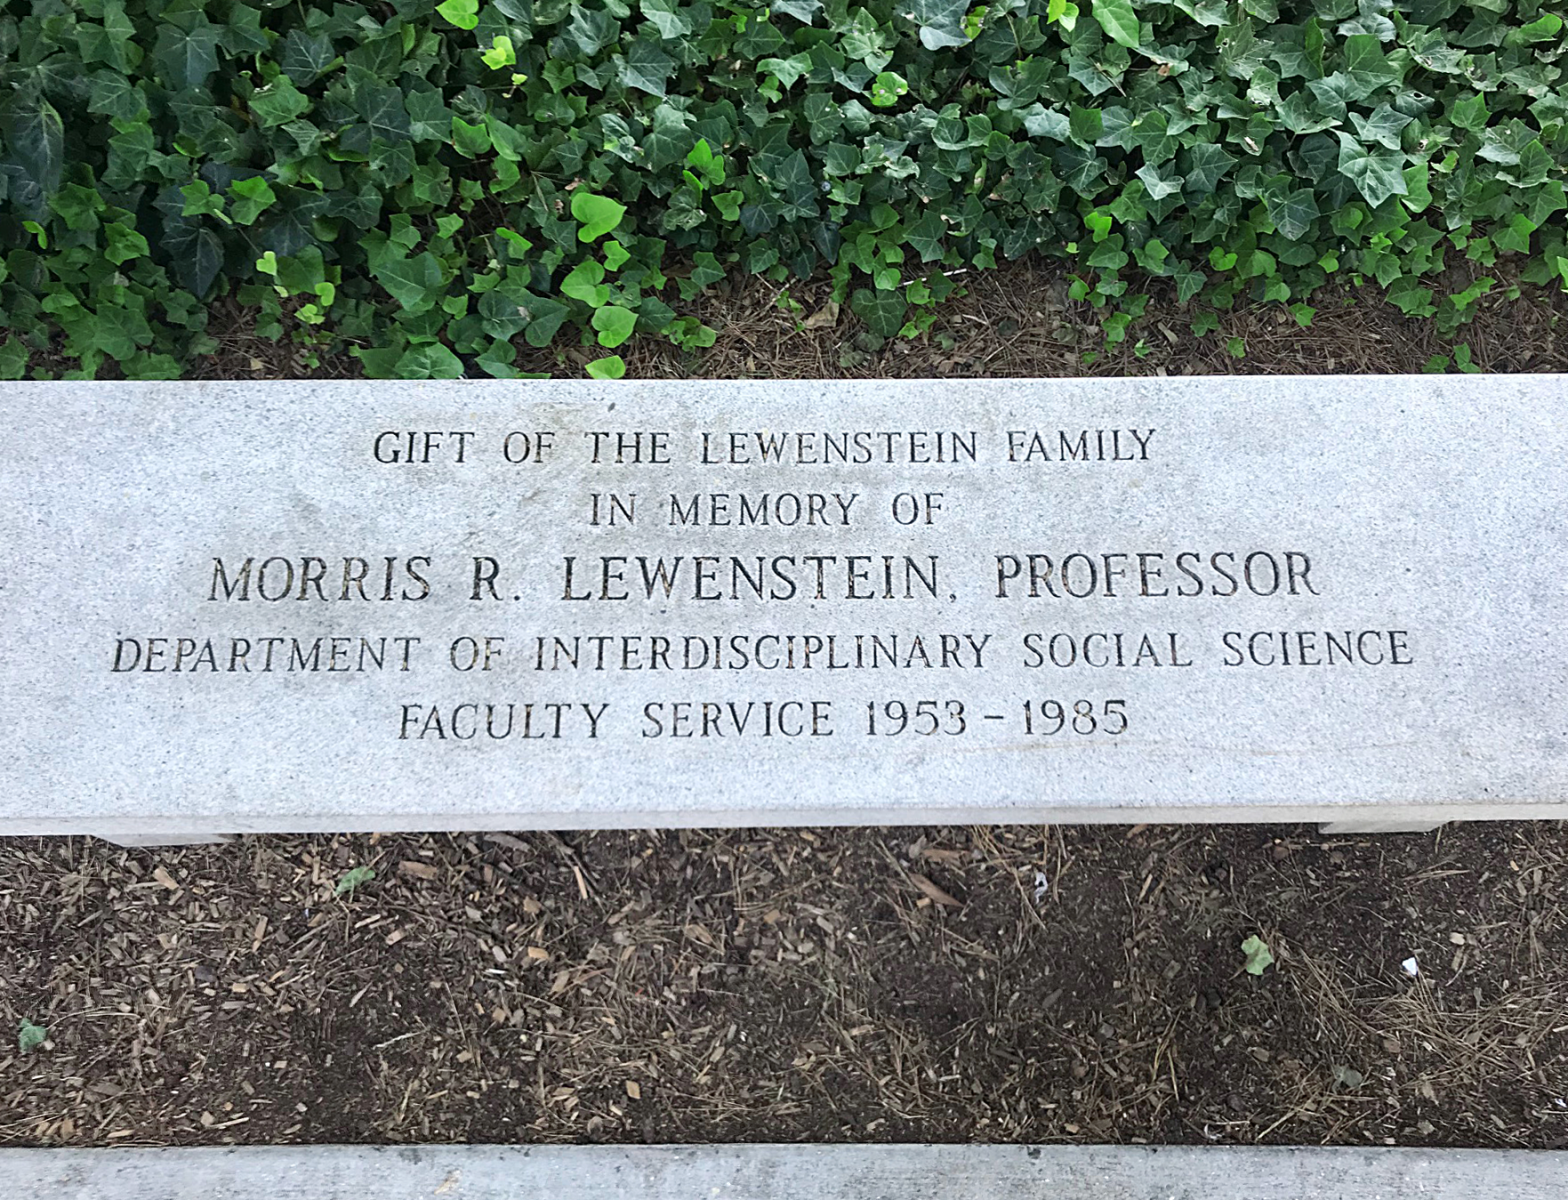 GIFT OF THE LEWENSTEIN FAMILY
IN MEMORY OF
MORRIS R. LEWENSTEIN, PROFESSOR
DEPARTMENT OF INTERDISCIPLINARY SOCIAL SCIENCE
FACULTY SERVICE 1953 – 1985